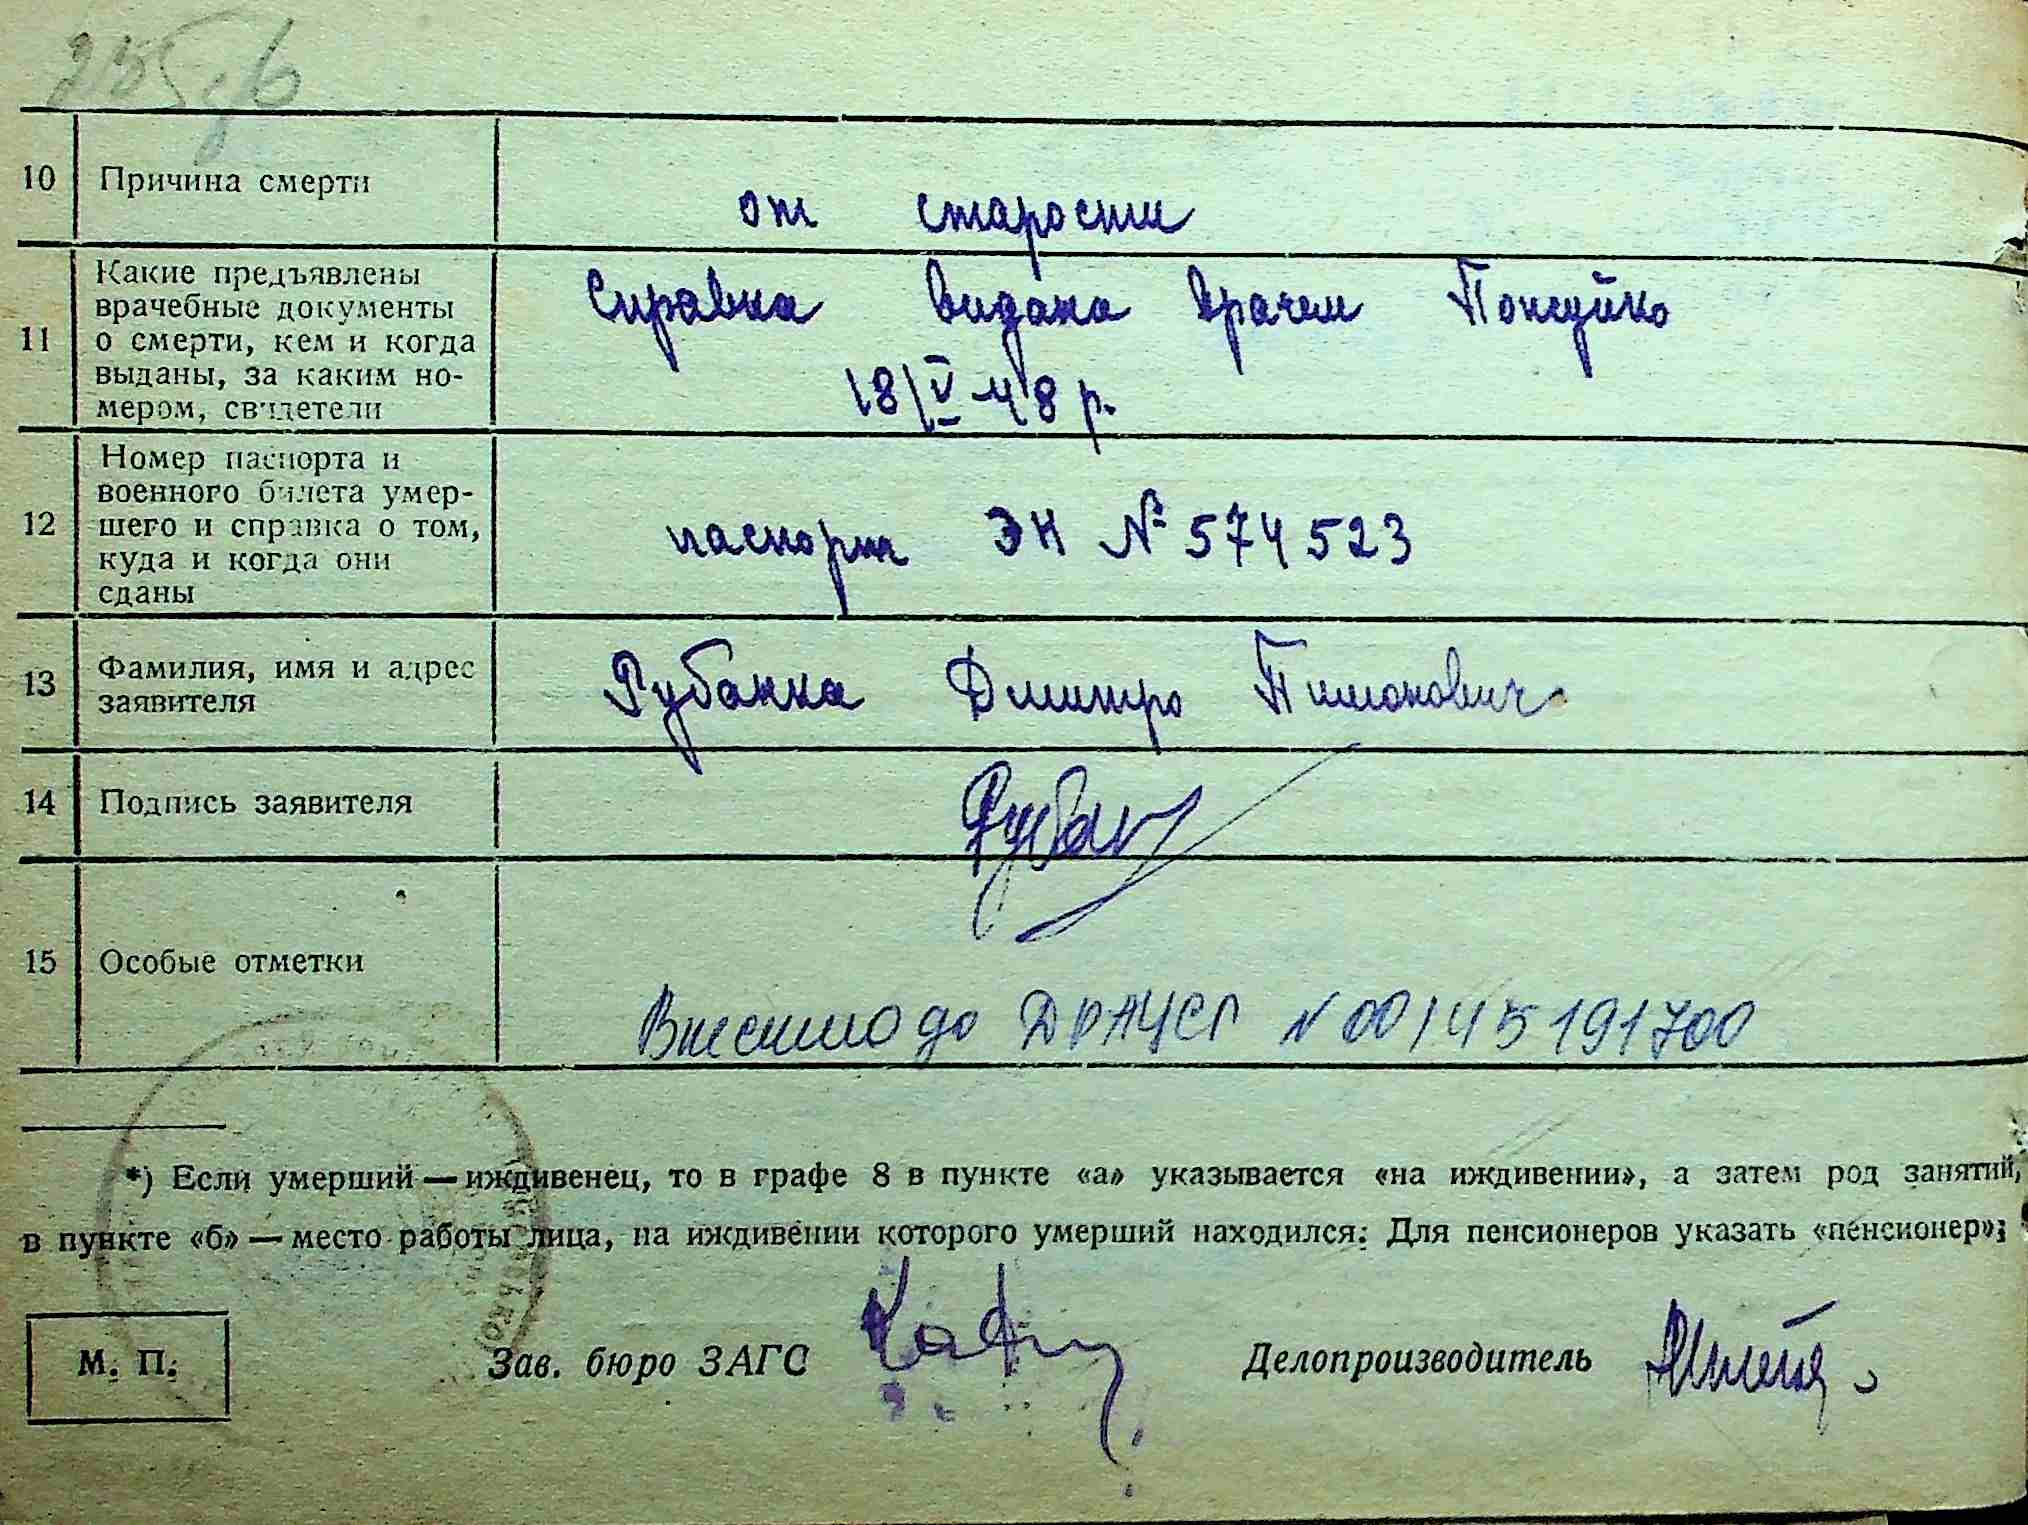 10 Причина смерти
от старости
11 Какие предъявлены
врачебные документы
о смерти, кем и когда
выданы, за каким но-
мером, свидетели
Справка видана врачем
18/V-48 р.
12 Номер паспорта и
военного билета умер-
шего и справка о том,
куда и когда они
сданы
паспорт ЭН № 574523
13 Фамилия, имя и адрес
заявителя
Рубанка Дмитро Тимонович
14 Подпись заявителя
Рубан
15 Особые отметки
Внесено до ДРАЦСГ N 00145191700
*) Если умерший — иждивенец, то в графе 8 в пункте «а» указывается «на иждивении», а затем род занятий,
в пункте «б» — место работы лица, на иждивении которого умерший находился. Для пенсионеров указать «пенсионер»;
М. П.
Зав. бюро ЗАГС
Делопроизводитель